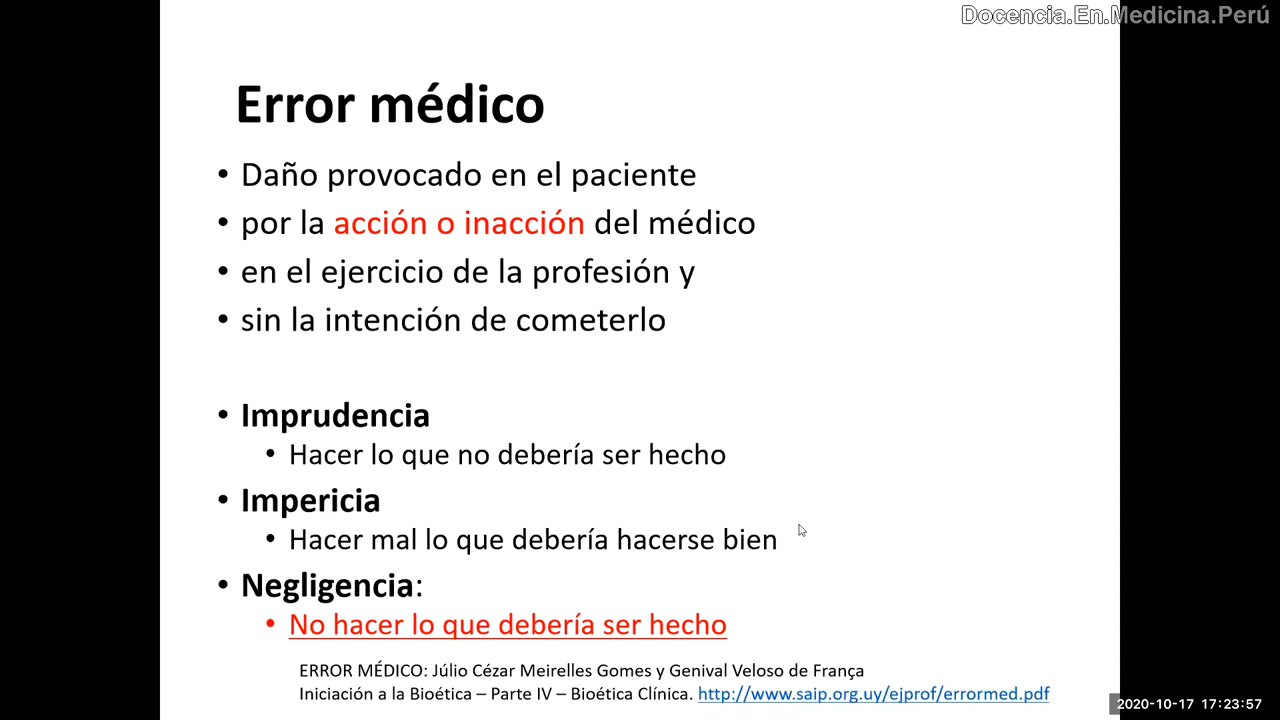 Docencia.En.Medicina.Perú
Error médico
• Daño provocado en el paciente
• por la acción o inacción del médico
• en el ejercicio de la profesión y
• sin la intención de cometerlo
• Imprudencia
• Hacer lo que no debería ser hecho
• Impericia
• Hacer mal lo que debería hacerse bien
• Negligencia:
• No hacer lo que debería ser hecho
ERROR MÉDICO: Júlio Cézar Meirelles Gomes y Genival Veloso de França
Iniciación a la Bioética – Parte IV – Bioética Clínica. http://www.saip.org.uy/ejprof/errormed.pdf
2020-10-17 17:23:57